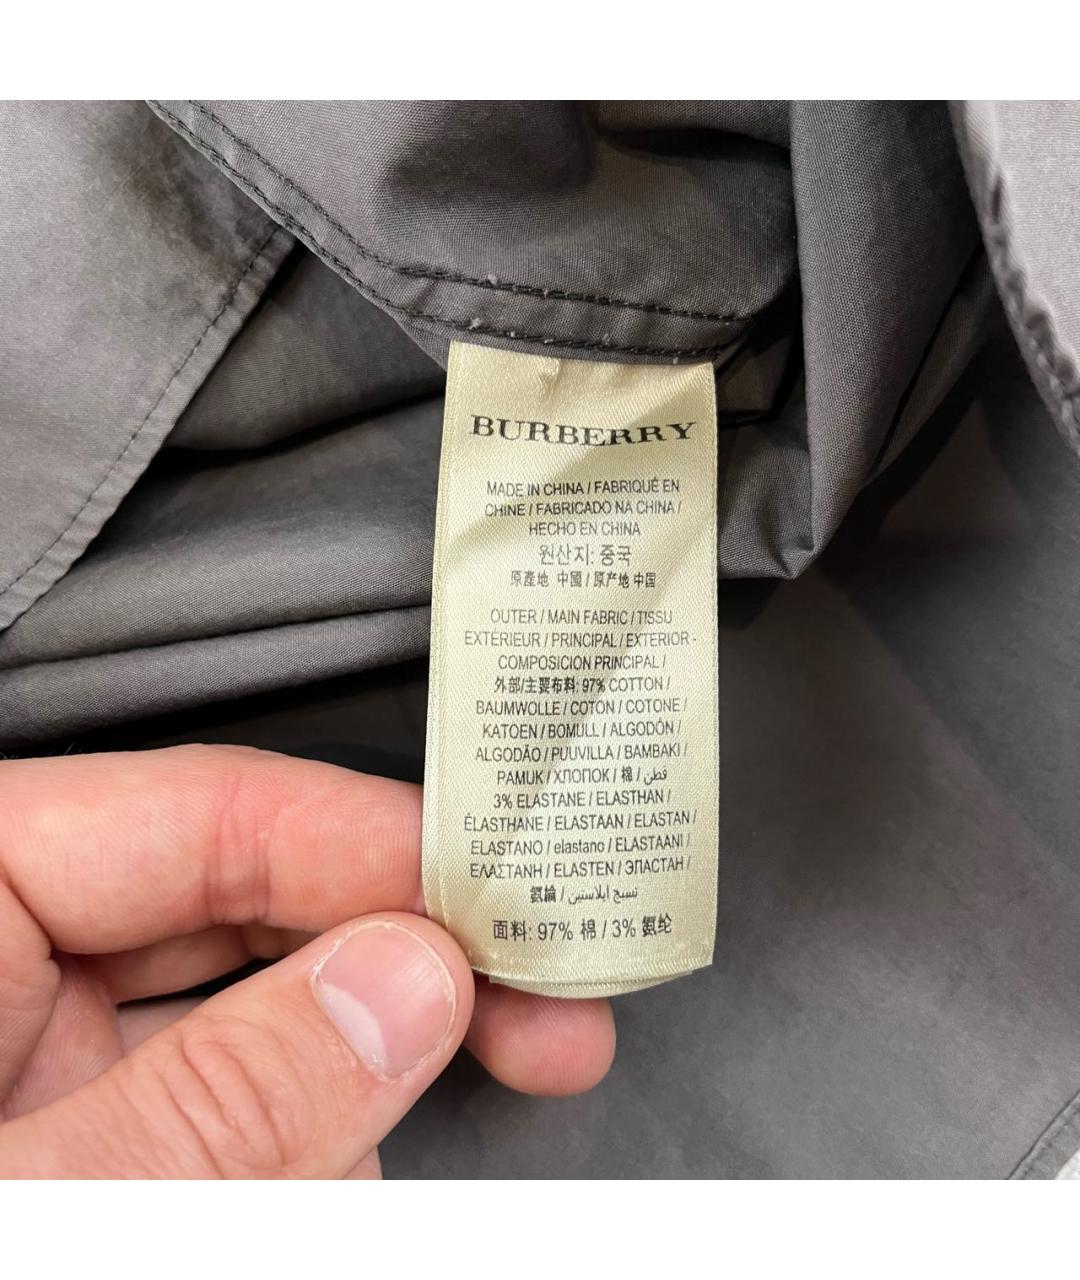 BURBERRY
MADE IN CHINA / FABRIQUÉ EN
CHINE / FABRICADO NA CHINA /
HECHO EN CHINA
원산지: 중국
原產地 中國 / 原产地 中国
OUTER / MAIN FABRIC / TISSU
EXTÉRIEUR / PRINCIPAL / EXTERIOR -
COMPOSICION PRINCIPAL /
外部/主要布料: 97% COTTON /
BAUMWOLLE / COTON / COTONE /
KATOEN / BOMULL / ALGODÓN /
ALGODÃO / PUUVILLA / BAMBAKI /
PAMUK / ХЛОПОК / 棉 / قطن
3% ELASTANE / ELASTHAN /
ÉLASTHANE / ELASTAAN / ELASTAN /
ELASTANO / elastano / ELASTAANI /
ΕΛΑΣΤΑΝΗ / ELASTEN / ЭПАСТАН /
氨綸 / نسيج ايلاستين
面料: 97% 棉 / 3% 氨纶